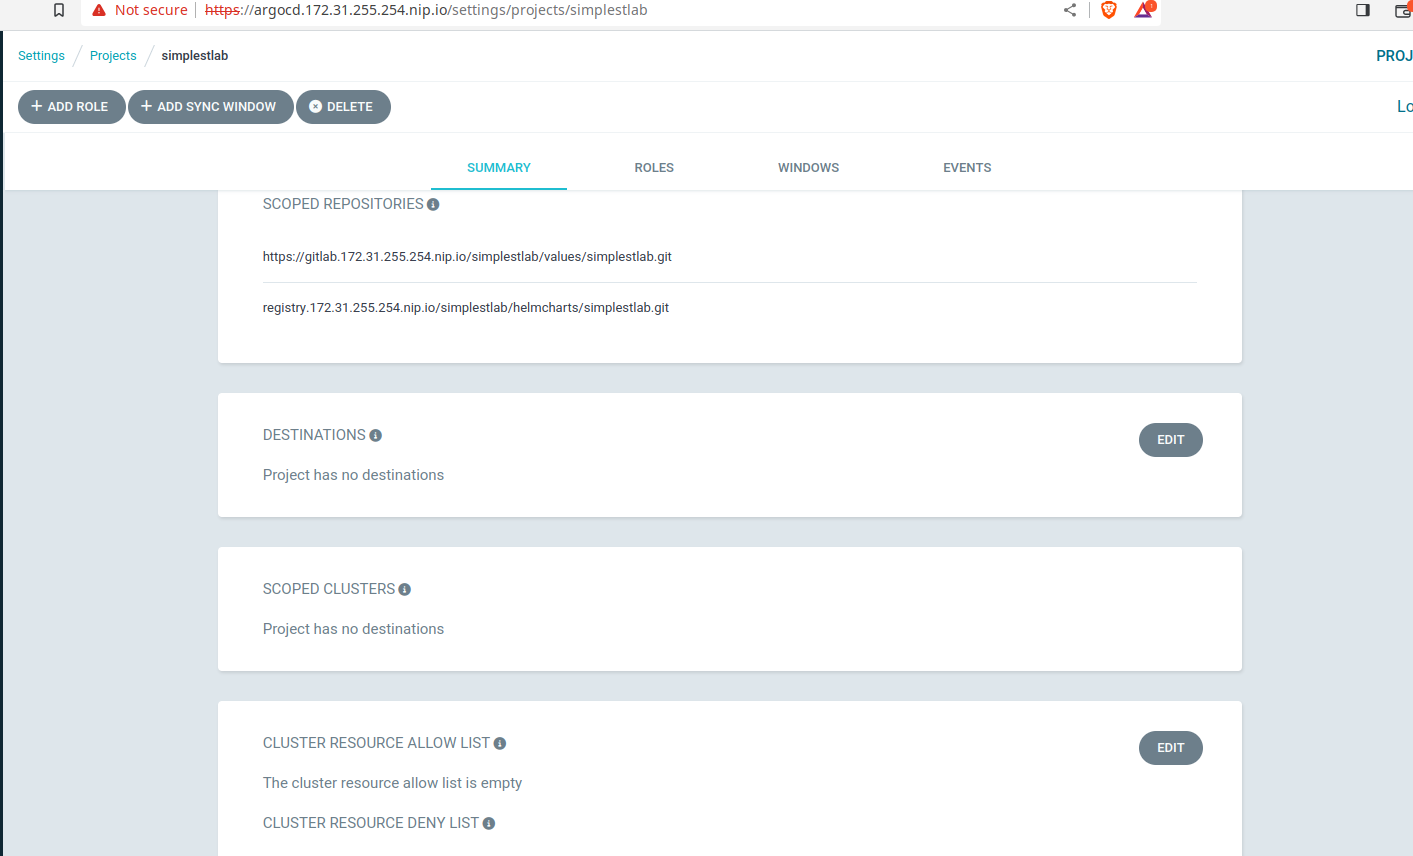 Not secure https://argocd.172.31.255.254.nip.io/settings/projects/simplestlab 1
Settings / Projects / simplestlab PROJ
+ ADD ROLE + ADD SYNC WINDOW DELETE Lo
SUMMARY ROLES WINDOWS EVENTS
SCOPED REPOSITORIES
https://gitlab.172.31.255.254.nip.io/simplestlab/values/simplestlab.git
registry.172.31.255.254.nip.io/simplestlab/helmcharts/simplestlab.git
DESTINATIONS EDIT
Project has no destinations
SCOPED CLUSTERS
Project has no destinations
CLUSTER RESOURCE ALLOW LIST EDIT
The cluster resource allow list is empty
CLUSTER RESOURCE DENY LIST